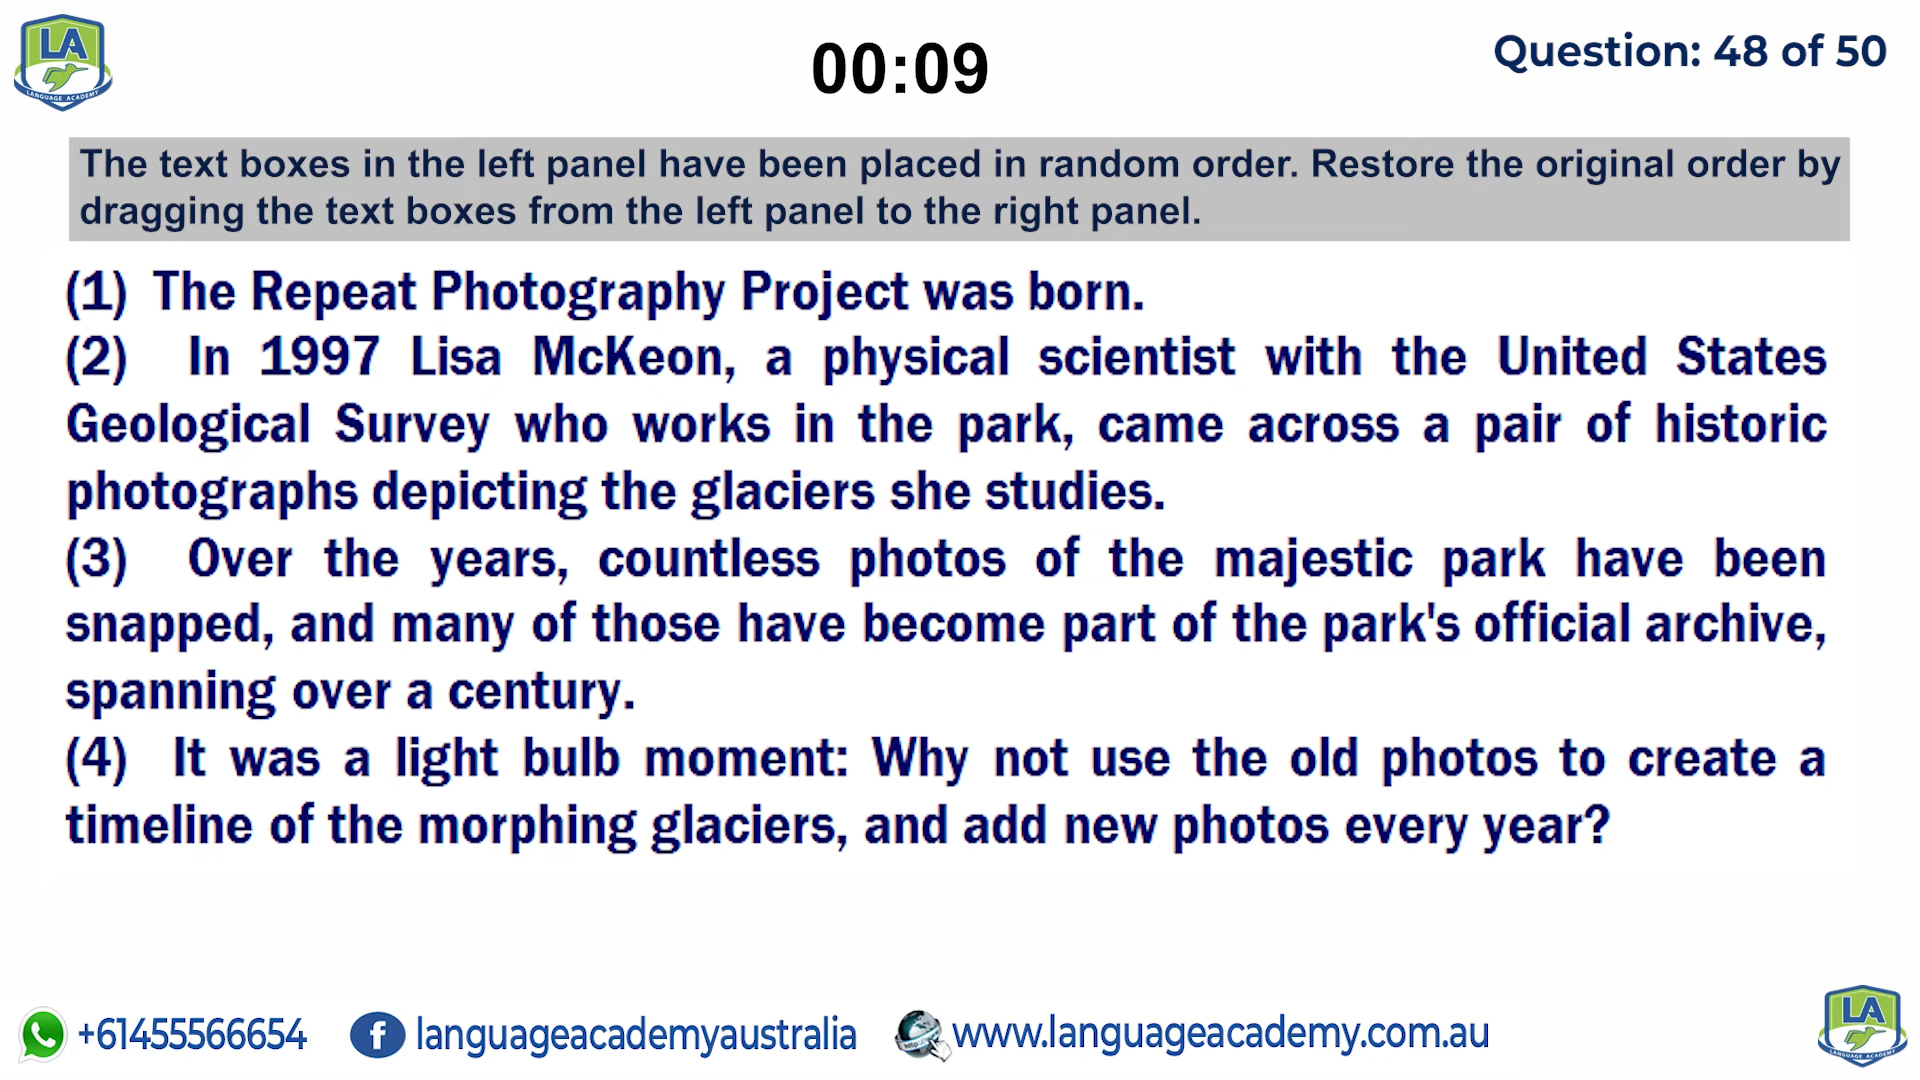 LA
LANGUAGE ACADEMY
00:09
Question: 48 of 50
The text boxes in the left panel have been placed in random order. Restore the original order by
dragging the text boxes from the left panel to the right panel.
(1) The Repeat Photography Project was born.
(2) In 1997 Lisa McKeon, a physical scientist with the United States
Geological Survey who works in the park, came across a pair of historic
photographs depicting the glaciers she studies.
(3) Over the years, countless photos of the majestic park have been
snapped, and many of those have become part of the park's official archive,
spanning over a century.
(4) It was a light bulb moment: Why not use the old photos to create a
timeline of the morphing glaciers, and add new photos every year?
+61455566654
f languageacademyaustralia
www.languageacademy.com.au
LA
LANGUAGE ACADEMY